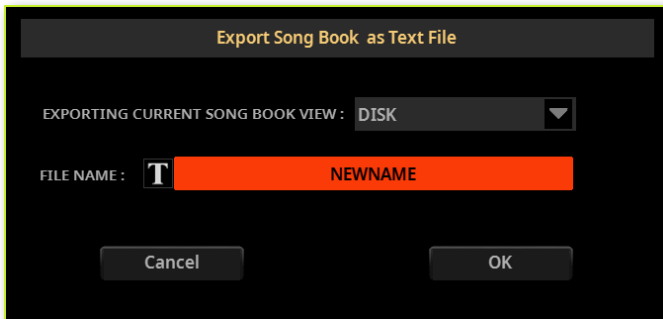 Export Song Book as Text File
EXPORTING CURRENT SONG BOOK VIEW : DISK
FILE NAME : T NEWNAME
Cancel OK